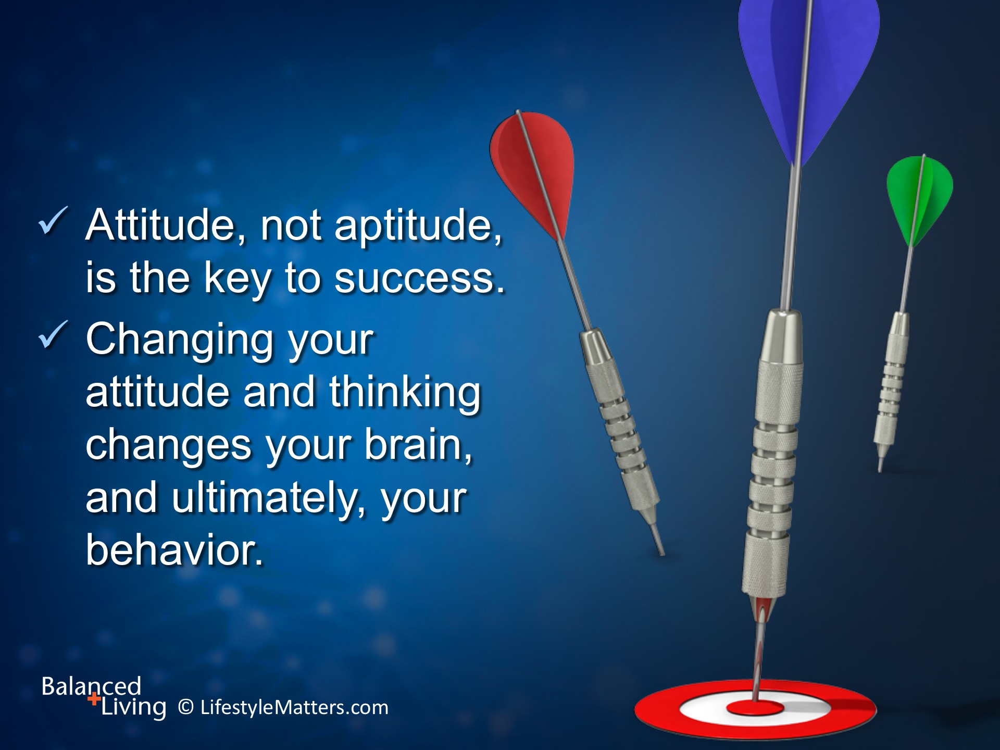 Attitude, not aptitude,
is the key to success.
Changing your
attitude and thinking
changes your brain,
and ultimately, your
behavior.
Balanced
Living © LifestyleMatters.com